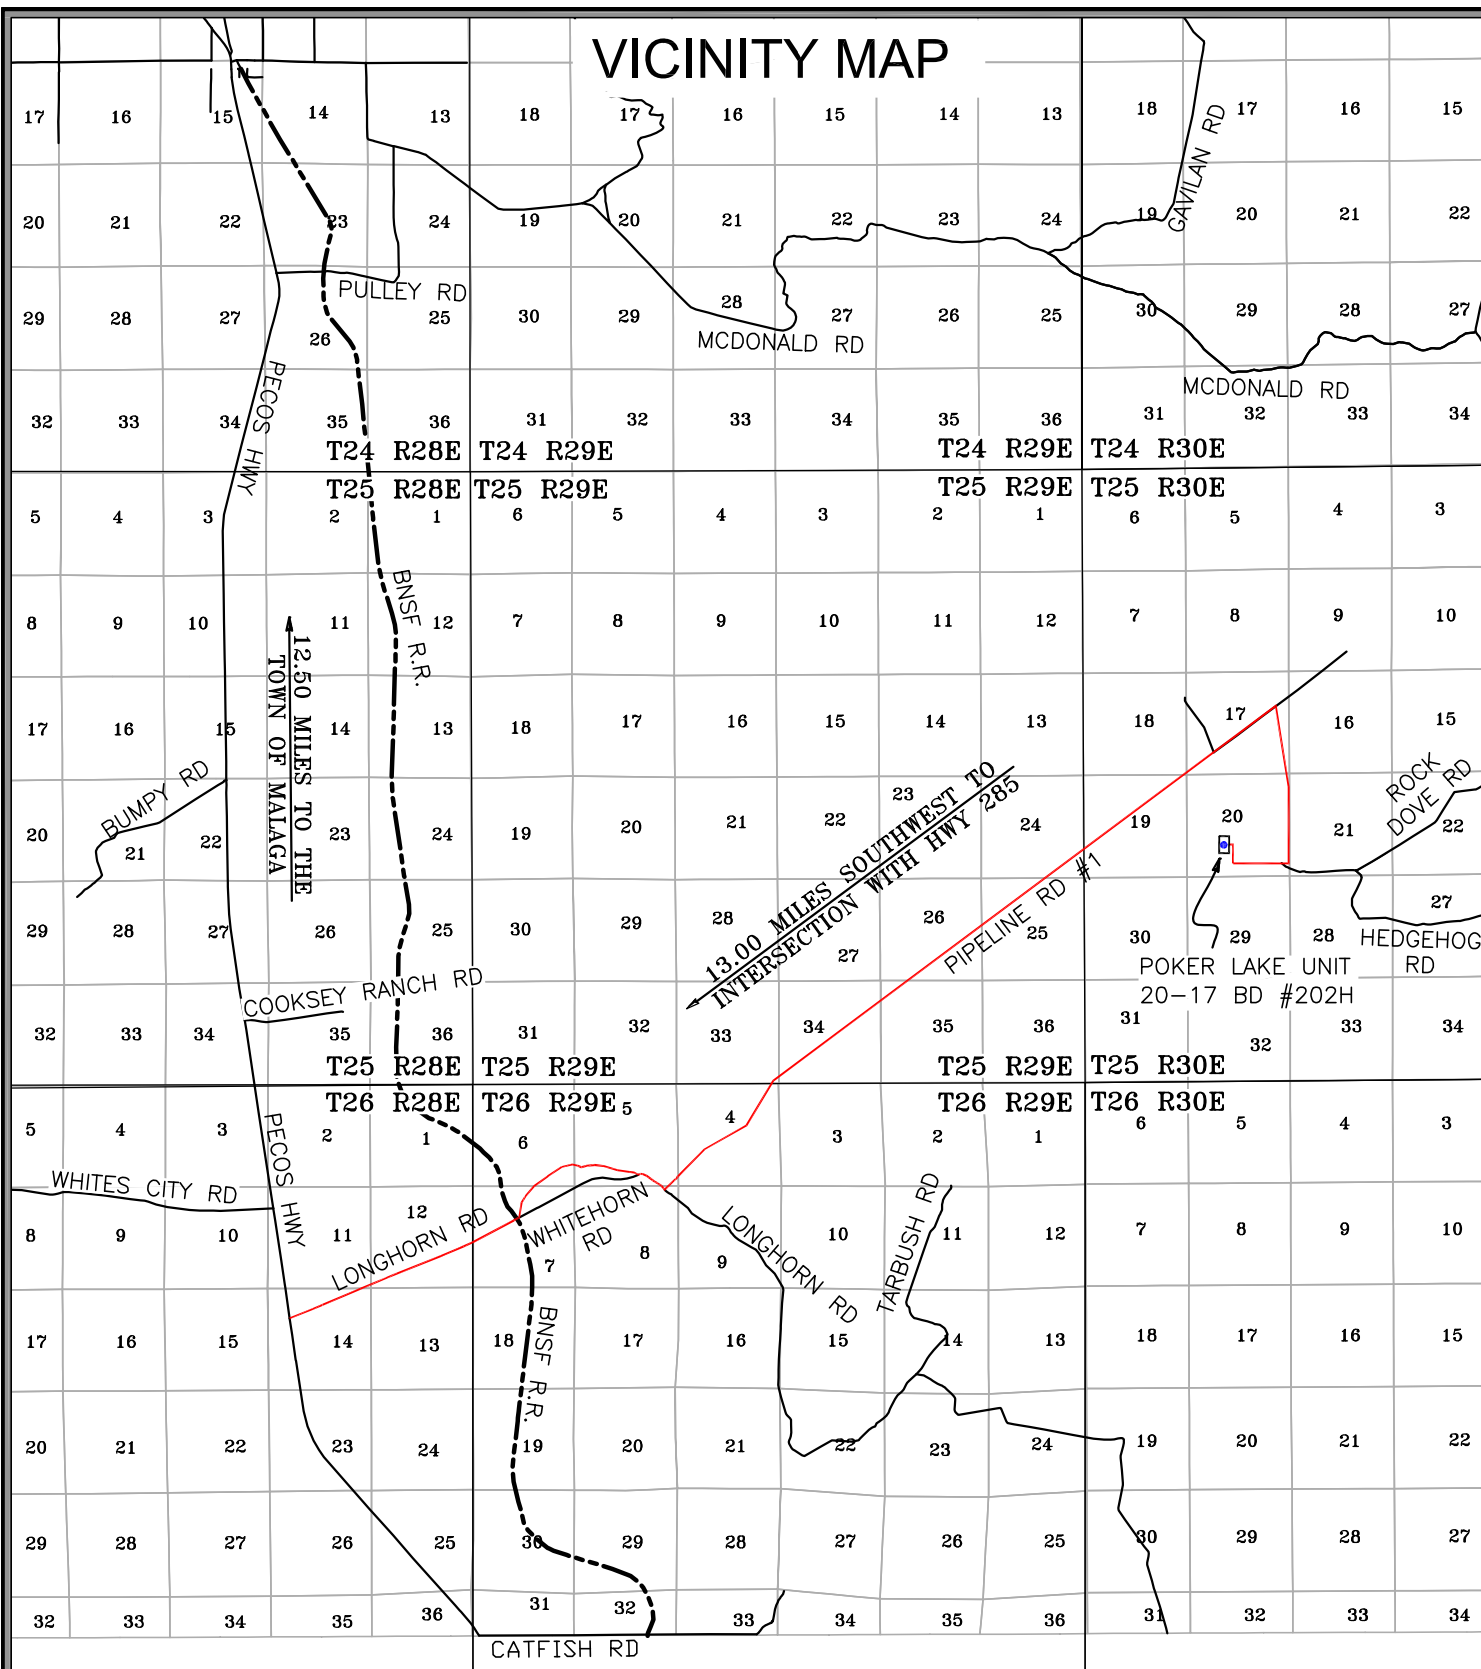 VICINITY MAP
17 16 15 14 13 18 17 16 15 14 13 18 17 16 15
GAVILAN RD
20 21 22 23 24 19 20 21 22 23 24 19 20 21 22
PULLEY RD
29 28 27 26 25 30 29 28 27 26 25 30 29 28 27
MCDONALD RD
MCDONALD RD
PECOS HWY
32 33 34 35 36 31 32 33 34 35 36 31 32 33 34
T24 R28E T24 R29E T24 R29E T24 R30E
T25 R28E T25 R29E T25 R29E T25 R30E
5 4 3 2 1 6 5 4 3 2 1 6 5 4 3
BNSF R.R.
8 9 10 11 12 7 8 9 10 11 12 7 8 9 10
12.50 MILES TO THE
TOWN OF MALAGA
17 16 15 14 13 18 17 16 15 14 13 18 17 16 15
BUMPY RD
ROCK
DOVE RD
20 21 22 23 24 19 20 21 22 23 24 19 20 21 22
13.00 MILES SOUTHWEST TO
INTERSECTION WITH HWY 285
PIPELINE RD #1
29 28 27 26 25 30 29 28 27 26 25 30 29 28 27
HEDGEHOG
RD
POKER LAKE UNIT
20-17 BD #202H
COOKSEY RANCH RD
32 33 34 35 36 31 32 33 34 35 36 31 32 33 34
T25 R28E T25 R29E T25 R29E T25 R30E
T26 R28E T26 R29E T26 R29E T26 R30E
5 4 3 2 1 6 5 4 3 2 1 6 5 4 3
PECOS HWY
WHITES CITY RD
LONGHORN RD
WHITEHORN
RD
LONGHORN RD
TARBUSH RD
8 9 10 11 12 7 8 9 10 11 12 7 8 9 10
BNSF R.R.
17 16 15 14 13 18 17 16 15 14 13 18 17 16 15
20 21 22 23 24 19 20 21 22 23 24 19 20 21 22
29 28 27 26 25 30 29 28 27 26 25 30 29 28 27
32 33 34 35 36 31 32 33 34 35 36 31 32 33 34
CATFISH RD